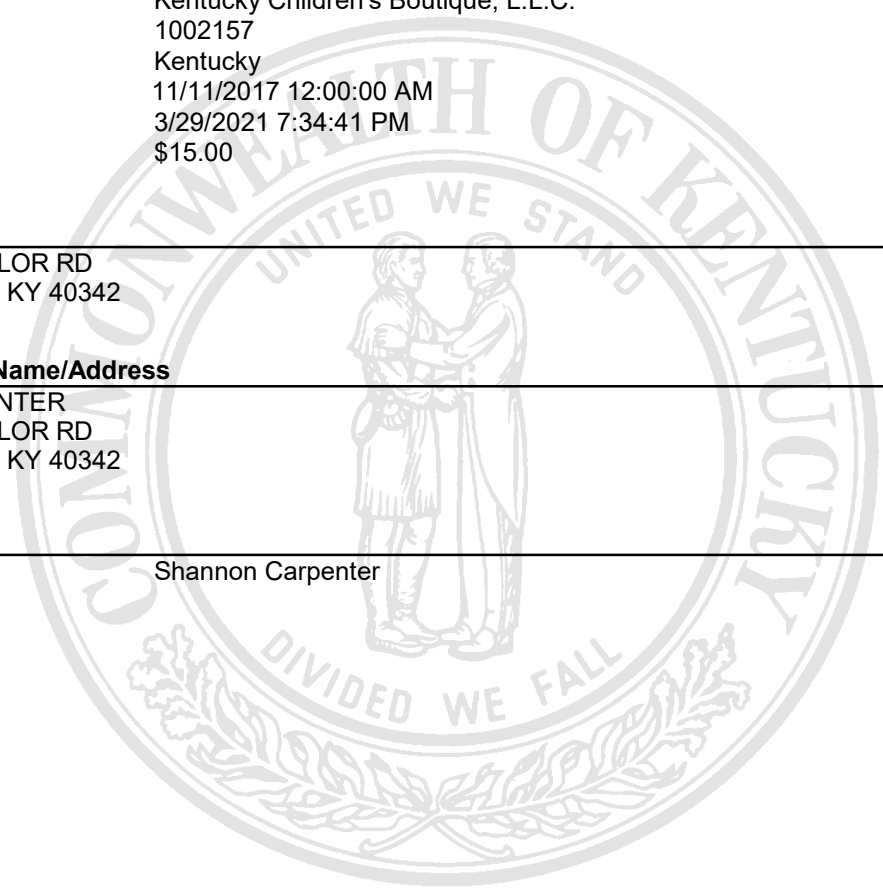 Kentucky Children's Boutique, L.L.C.
1002157
Kentucky
11/11/2017 12:00:00 AM
3/29/2021 7:34:41 PM
$15.00
LOR RD
KY 40342
Name/Address
NTER
LOR RD
KY 40342
Shannon Carpenter
COMMONWEALTH OF KENTUCKY
UNITED WE STAND
DIVIDED WE FALL